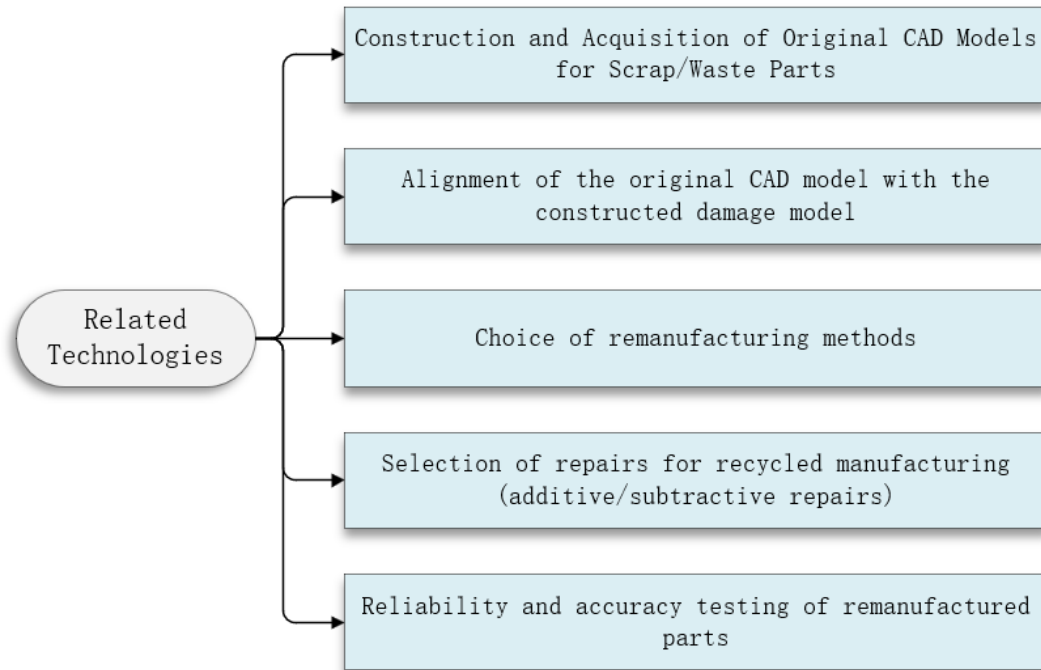 Construction and Acquisition of Original CAD Models
for Scrap/Waste Parts
Alignment of the original CAD model with the
constructed damage model
Related
Technologies
Choice of remanufacturing methods
Selection of repairs for recycled manufacturing
(additive/subtractive repairs)
Reliability and accuracy testing of remanufactured
parts